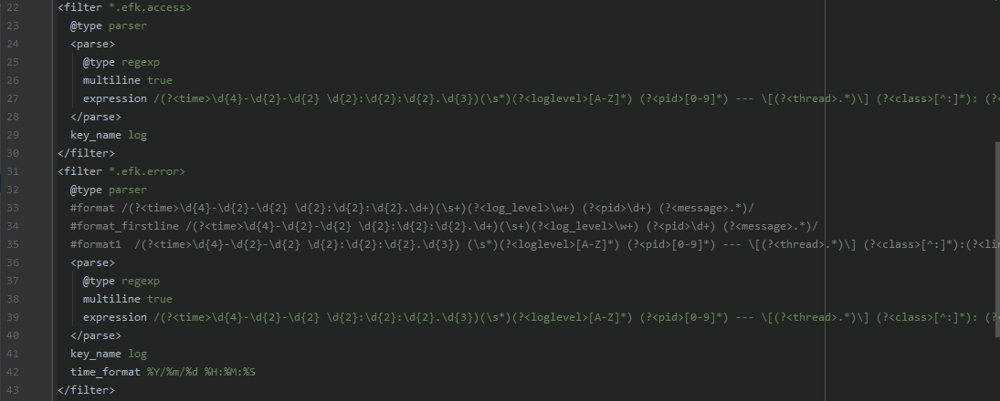 22 <filter *.efk.access>
23 @type parser
24 <parse>
25 @type regexp
26 multiline true
27 expression /(?<time>\d{4}-\d{2}-\d{2} \d{2}:\d{2}:\d{2}.\d{3})(\s*)(?<loglevel>[A-Z]*) (?<pid>[0-9]*) --- \[(?<thread>.*)\] (?<class>[^:]*): (?<
28 </parse>
29 key_name log
30 </filter>
31 <filter *.efk.error>
32 @type parser
33 #format /(?<time>\d{4}-\d{2}-\d{2} \d{2}:\d{2}:\d{2}.\d+)(\s+)(?<log_level>\w+) (?<pid>\d+) (?<message>.*)/
34 #format_firstline /(?<time>\d{4}-\d{2}-\d{2} \d{2}:\d{2}:\d{2}.\d+)(\s+)(?<log_level>\w+) (?<pid>\d+) (?<message>.*)/
35 #format1  /(?<time>\d{4}-\d{2}-\d{2} \d{2}:\d{2}:\d{2}.\d{3}) (\s*)(?<loglevel>[A-Z]*) (?<pid>[0-9]*) --- \[(?<thread>.*)\] (?<class>[^:]*):(?<li
36 <parse>
37 @type regexp
38 multiline true
39 expression /(?<time>\d{4}-\d{2}-\d{2} \d{2}:\d{2}:\d{2}.\d{3})(\s*)(?<loglevel>[A-Z]*) (?<pid>[0-9]*) --- \[(?<thread>.*)\] (?<class>[^:]*): (?<
40 </parse>
41 key_name log
42 time_format %Y/%m/%d %H:%M:%S
43 </filter>